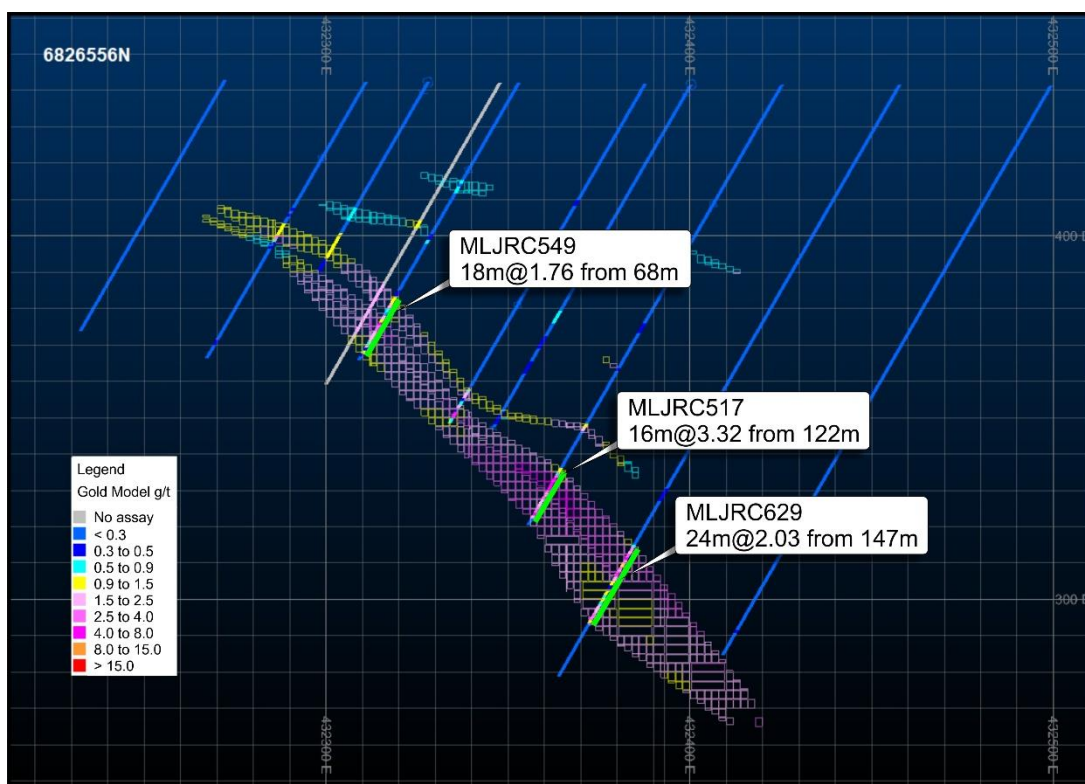 6826556N
432300 E
432400 E
432500 E
400
MLJRC549
18m@1.76 from 68m
MLJRC517
16m@3.32 from 122m
MLJRC629
24m@2.03 from 147m
Legend
Gold Model g/t
No assay
< 0.3
0.3 to 0.5
0.5 to 0.9
0.9 to 1.5
1.5 to 2.5
2.5 to 4.0
4.0 to 8.0
8.0 to 15.0
> 15.0
300
432300 E
432400 E
432500 E